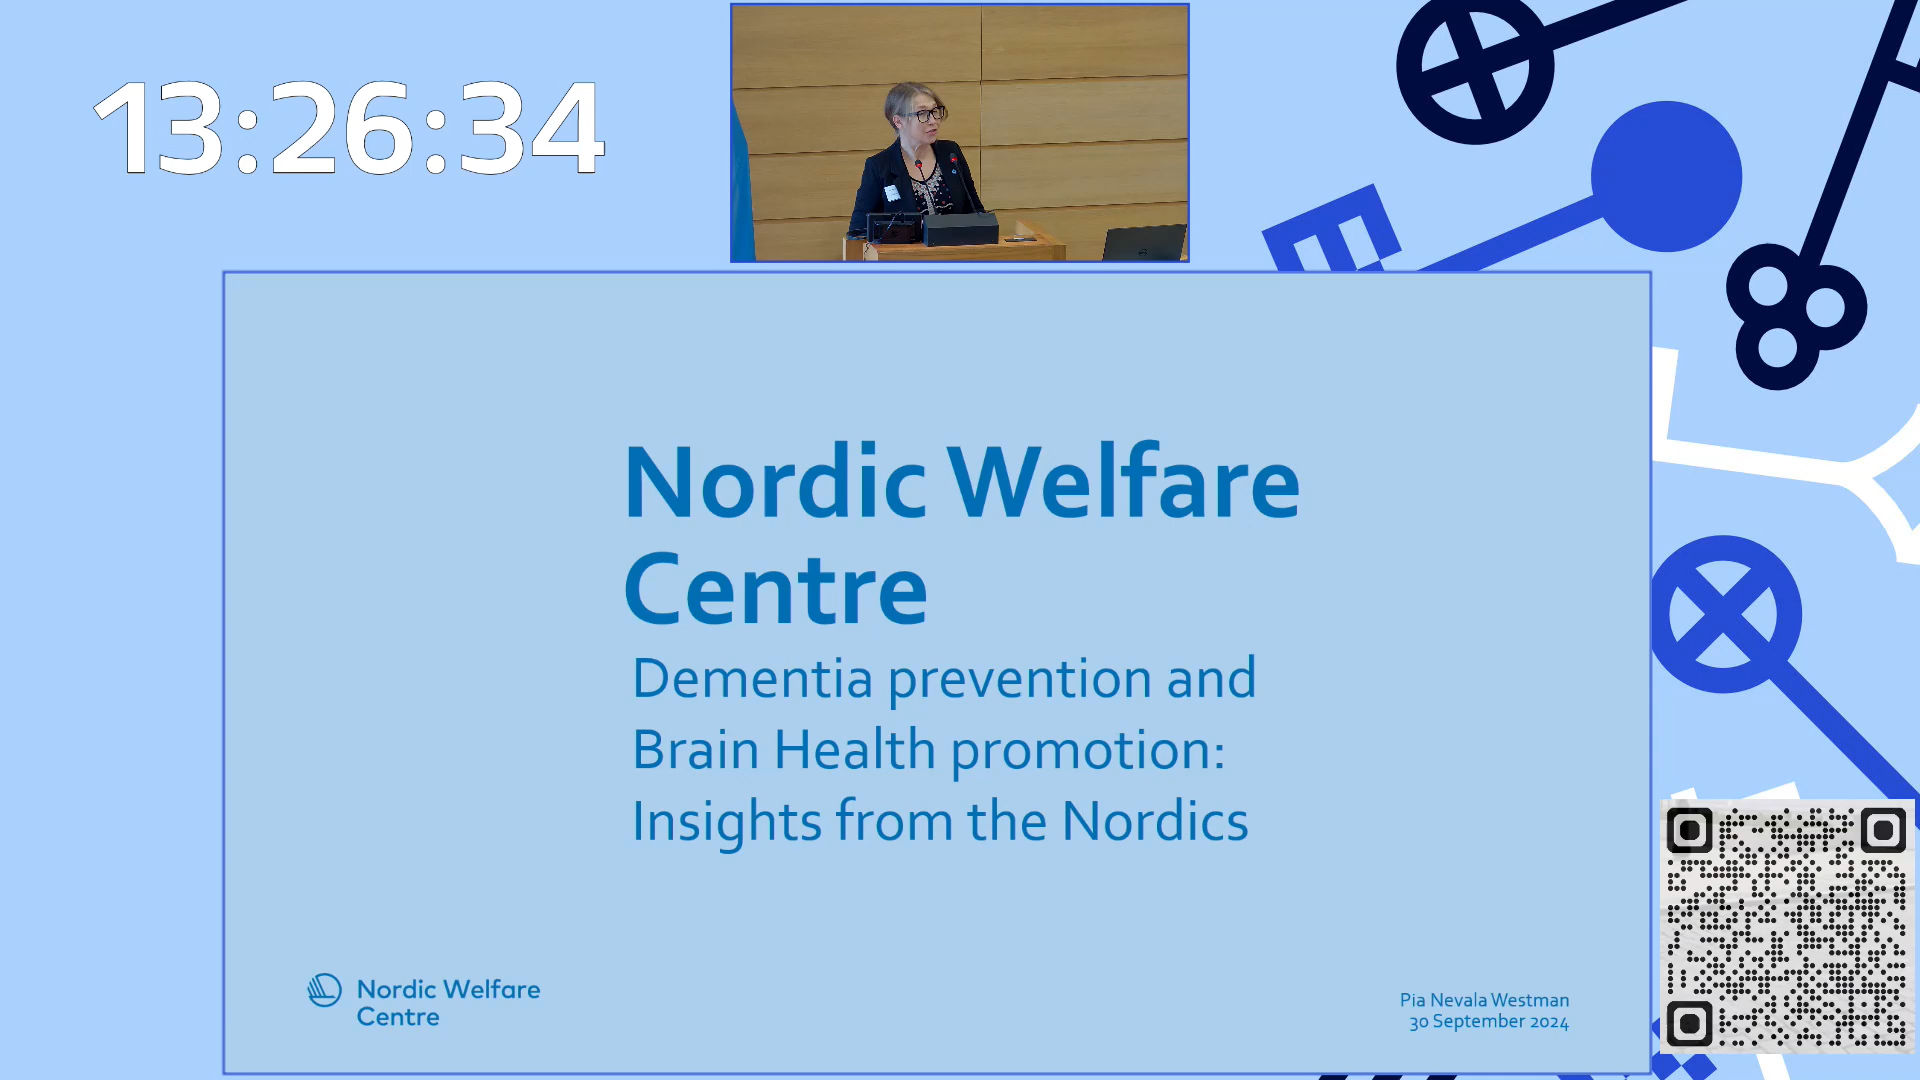 13:26:34
Nordic Welfare
Centre
Dementia prevention and
Brain Health promotion:
Insights from the Nordics
Nordic Welfare
Centre
Pia Nevala Westman
30 September 2024